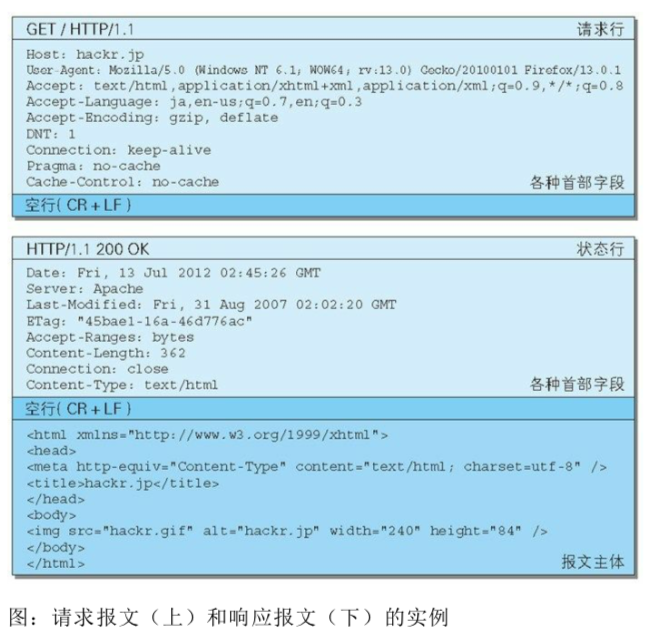 GET / HTTP/1.1 请求行
Host: hackr.jp
User-Agent: Mozilla/5.0 (Windows NT 6.1; WOW64; rv:13.0) Gecko/20100101 Firefox/13.0.1
Accept: text/html,application/xhtml+xml,application/xml;q=0.9,*/*;q=0.8
Accept-Language: ja,en-us;q=0.7,en;q=0.3
Accept-Encoding: gzip, deflate
DNT: 1
Connection: keep-alive
Pragma: no-cache
Cache-Control: no-cache 各种首部字段
空行( CR + LF )
HTTP/1.1 200 OK 状态行
Date: Fri, 13 Jul 2012 02:45:26 GMT
Server: Apache
Last-Modified: Fri, 31 Aug 2007 02:02:20 GMT
ETag: "45bae1-16a-46d776ac"
Accept-Ranges: bytes
Content-Length: 362
Connection: close
Content-Type: text/html 各种首部字段
空行( CR + LF )
<html xmlns="http://www.w3.org/1999/xhtml">
<head>
<meta http-equiv="Content-Type" content="text/html; charset=utf-8" />
<title>hackr.jp</title>
</head>
<body>
<img src="hackr.gif" alt="hackr.jp" width="240" height="84" />
</body>
</html> 报文主体
图：请求报文（上）和响应报文（下）的实例